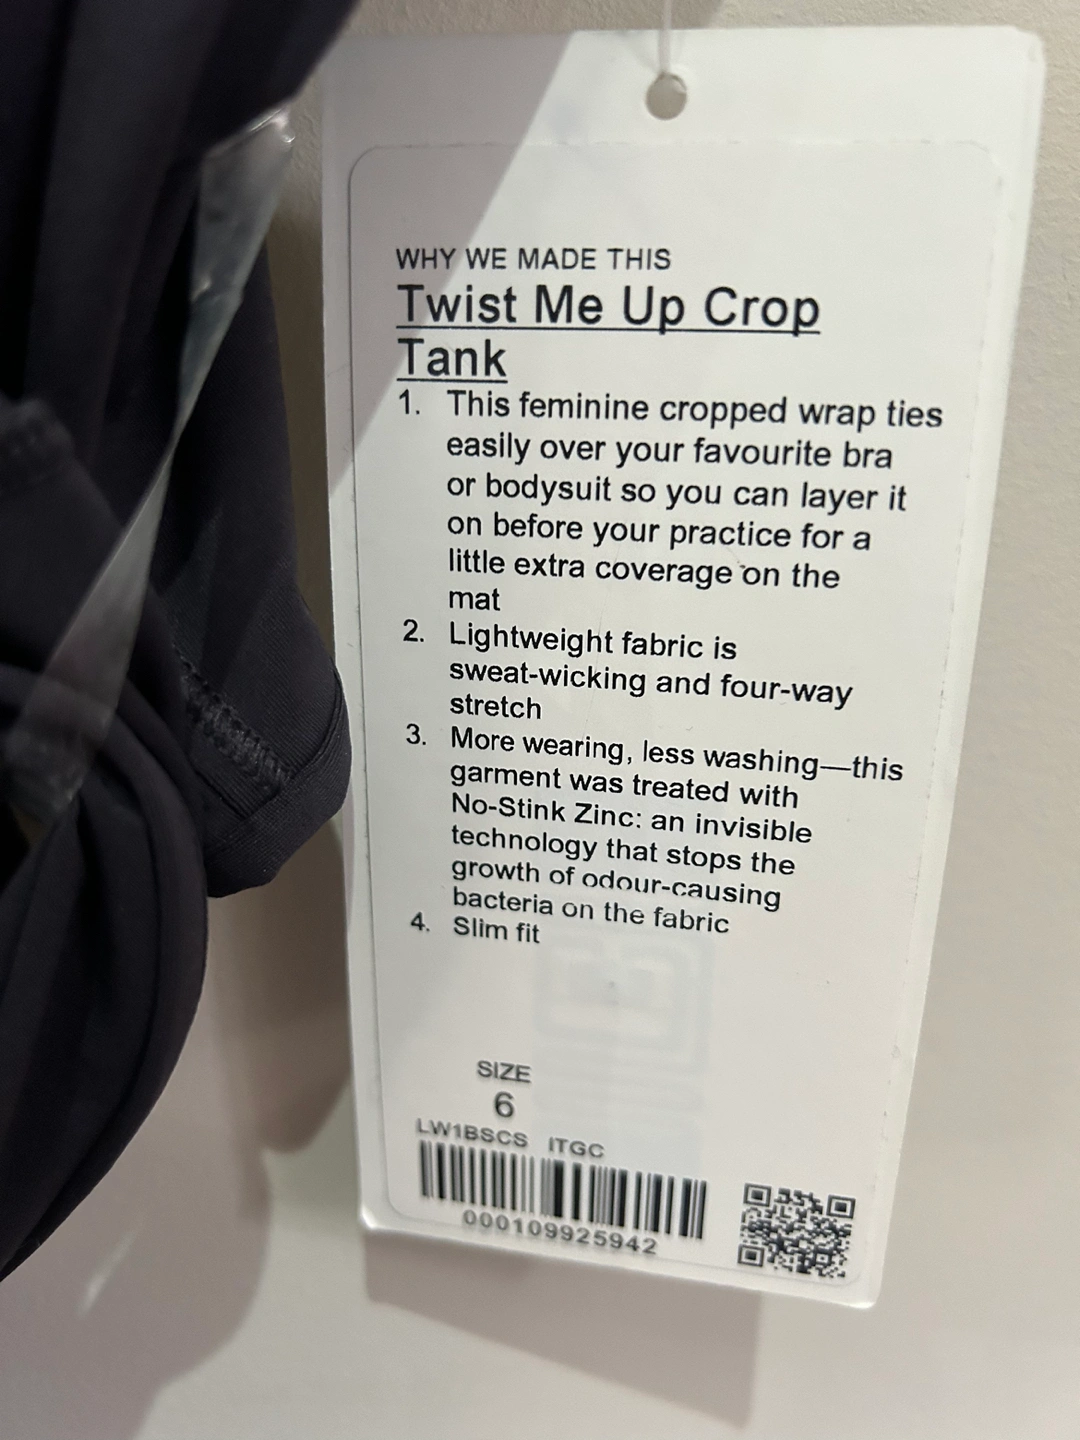 WHY WE MADE THIS
Twist Me Up Crop
Tank
1. This feminine cropped wrap ties
easily over your favourite bra
or bodysuit so you can layer it
on before your practice for a
little extra coverage on the
mat
2. Lightweight fabric is
sweat-wicking and four-way
stretch
3. More wearing, less washing—this
garment was treated with
No-Stink Zinc: an invisible
technology that stops the
growth of odour-causing
bacteria on the fabric
4. Slim fit
SIZE
6
LW1BSCS ITGC
000109925942